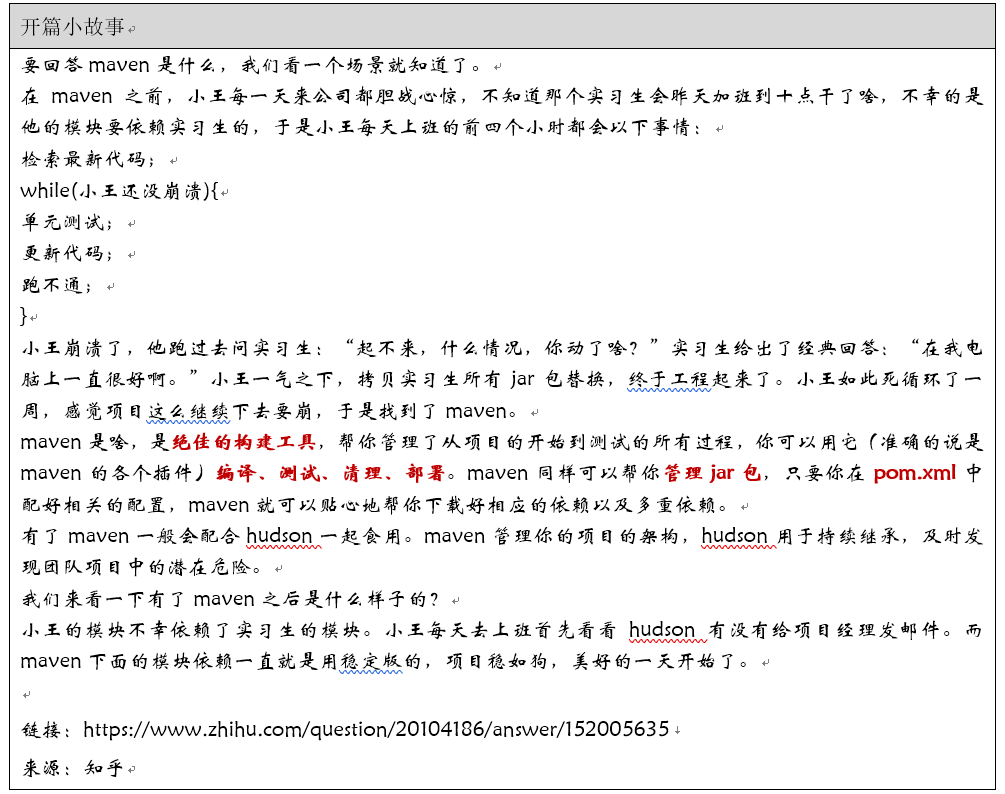 开篇小故事
要回答 maven 是什么，我们看一个场景就知道了。
在 maven 之前，小王每一天来公司都胆战心惊，不知道那个实习生会昨天加班到十点干了啥，不幸的是
他的模块要依赖实习生的，于是小王每天上班的前四个小时都会以下事情：
检索最新代码；
while(小王还没崩溃){
单元测试；
更新代码；
跑不通；
}
小王崩溃了，他跑过去问实习生：“起不来，什么情况，你动了啥？”实习生给出了经典回答：“在我电
脑上一直很好啊。”小王一气之下，拷贝实习生所有 jar 包替换，终于工程起来了。小王如此死循环了一
周，感觉项目这么继续下去要崩，于是找到了 maven。
maven 是啥，是绝佳的构建工具，帮你管理了从项目的开始到测试的所有过程，你可以用它（准确的说是
maven 的各个插件）编译、测试、清理、部署。maven 同样可以帮你管理 jar 包，只要你在 pom.xml 中
配好相关的配置，maven 就可以贴心地帮你下载好相应的依赖以及多重依赖。
有了 maven 一般会配合 hudson 一起食用。maven 管理你的项目的架构，hudson 用于持续继承，及时发
现团队项目中的潜在危险。
我们来看一下有了 maven 之后是什么样子的？
小王的模块不幸依赖了实习生的模块。小王每天去上班首先看看 hudson 有没有给项目经理发邮件。而
maven 下面的模块依赖一直就是用稳定版的，项目稳如狗，美好的一天开始了。
链接：https://www.zhihu.com/question/20104186/answer/152005635
来源：知乎